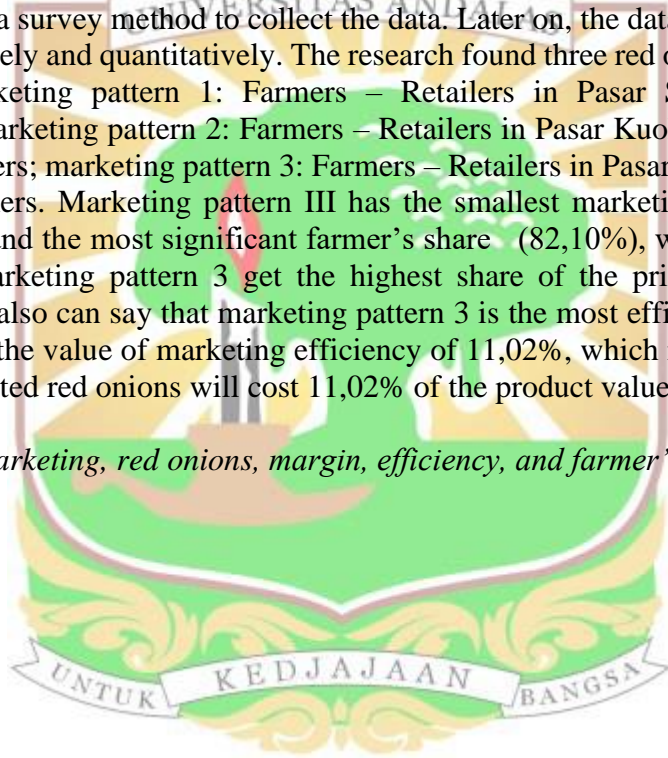 UNIVERSITAS ANDALAS
a survey method to collect the data. Later on, the data
ely and quantitatively. The research found three red o
keting pattern 1: Farmers – Retailers in Pasar S
arketing pattern 2: Farmers – Retailers in Pasar Kuo
ers; marketing pattern 3: Farmers – Retailers in Pasar
ers. Marketing pattern III has the smallest marketi
nd the most significant farmer’s share (82,10%), w
arketing pattern 3 get the highest share of the pri
also can say that marketing pattern 3 is the most effi
the value of marketing efficiency of 11,02%, which
ted red onions will cost 11,02% of the product value
arketing, red onions, margin, efficiency, and farmer’
UNTUK KEDJAJAAN BANGSA